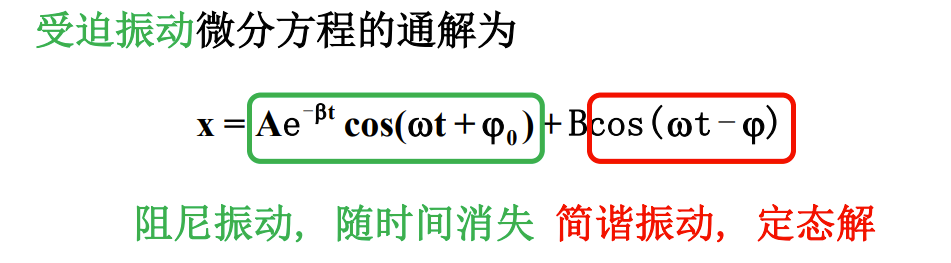 受迫振动微分方程的通解为
x = Ae^{-βt} cos(ωt + φ₀) + Bcos(ωt - φ)
阻尼振动, 随时间消失 简谐振动, 定态解